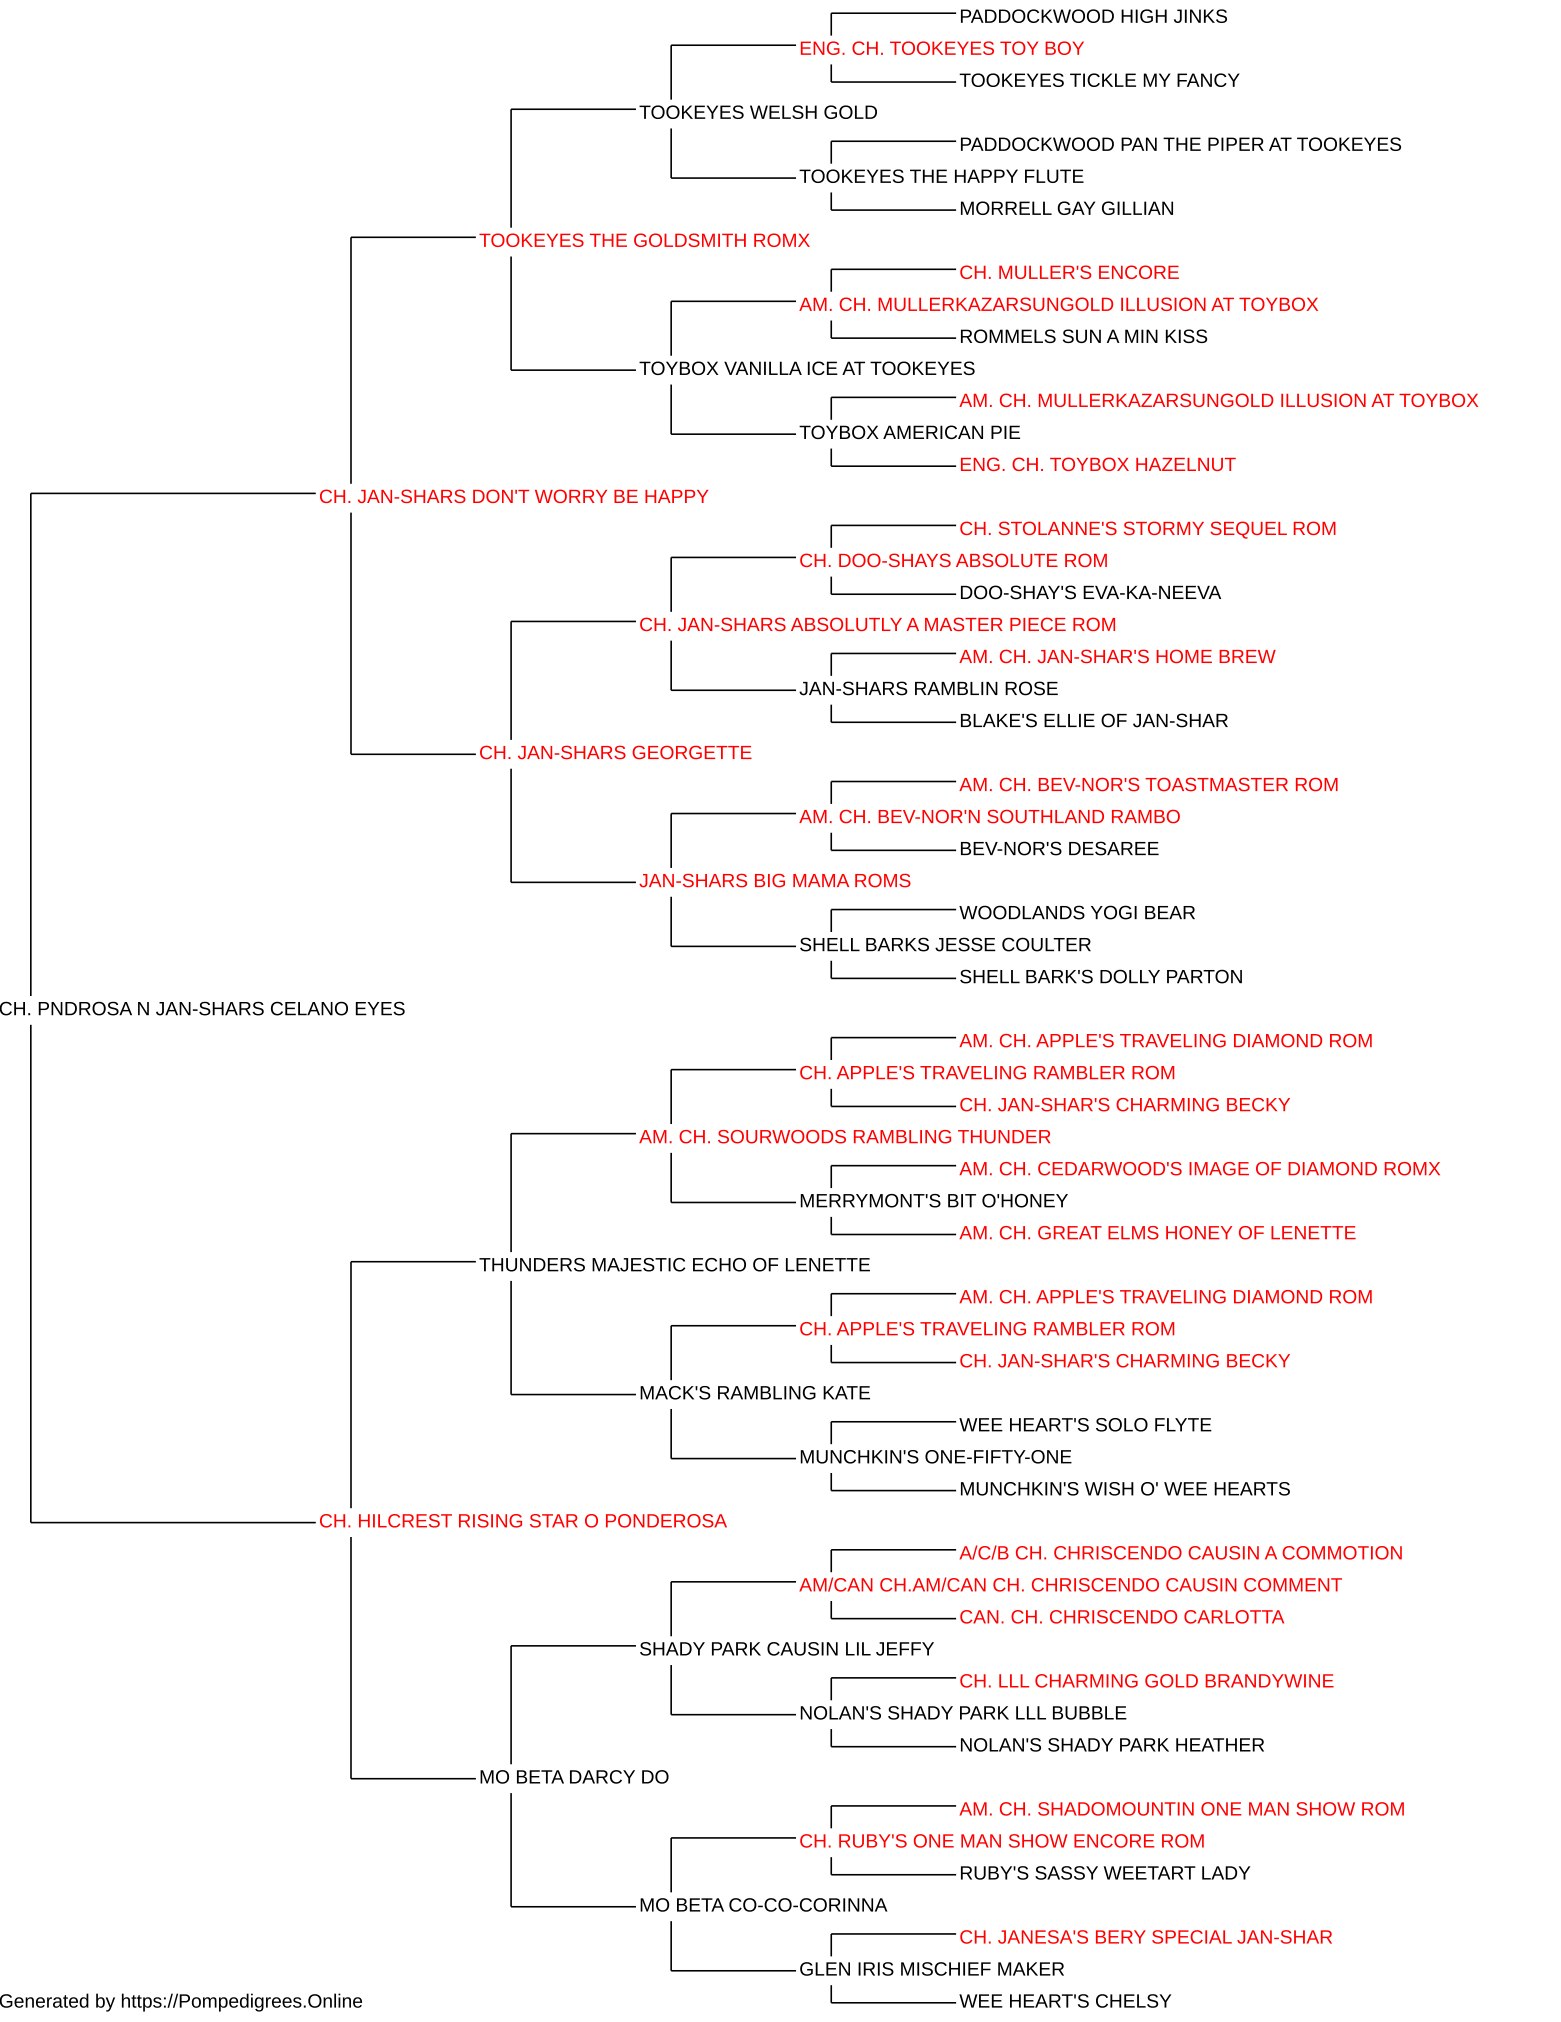 PADDOCKWOOD HIGH JINKS
ENG. CH. TOOKEYES TOY BOY
TOOKEYES TICKLE MY FANCY
TOOKEYES WELSH GOLD
PADDOCKWOOD PAN THE PIPER AT TOOKEYES
TOOKEYES THE HAPPY FLUTE
MORRELL GAY GILLIAN
TOOKEYES THE GOLDSMITH ROMX
CH. MULLER'S ENCORE
AM. CH. MULLERKAZARSUNGOLD ILLUSION AT TOYBOX
ROMMELS SUN A MIN KISS
TOYBOX VANILLA ICE AT TOOKEYES
AM. CH. MULLERKAZARSUNGOLD ILLUSION AT TOYBOX
TOYBOX AMERICAN PIE
ENG. CH. TOYBOX HAZELNUT
CH. JAN-SHARS DON'T WORRY BE HAPPY
CH. STOLANNE'S STORMY SEQUEL ROM
CH. DOO-SHAYS ABSOLUTE ROM
DOO-SHAY'S EVA-KA-NEEVA
CH. JAN-SHARS ABSOLUTLY A MASTER PIECE ROM
AM. CH. JAN-SHAR'S HOME BREW
JAN-SHARS RAMBLIN ROSE
BLAKE'S ELLIE OF JAN-SHAR
CH. JAN-SHARS GEORGETTE
AM. CH. BEV-NOR'S TOASTMASTER ROM
AM. CH. BEV-NOR'N SOUTHLAND RAMBO
BEV-NOR'S DESAREE
JAN-SHARS BIG MAMA ROMS
WOODLANDS YOGI BEAR
SHELL BARKS JESSE COULTER
SHELL BARK'S DOLLY PARTON
CH. PNDROSA N JAN-SHARS CELANO EYES
AM. CH. APPLE'S TRAVELING DIAMOND ROM
CH. APPLE'S TRAVELING RAMBLER ROM
CH. JAN-SHAR'S CHARMING BECKY
AM. CH. SOURWOODS RAMBLING THUNDER
AM. CH. CEDARWOOD'S IMAGE OF DIAMOND ROMX
MERRYMONT'S BIT O'HONEY
AM. CH. GREAT ELMS HONEY OF LENETTE
THUNDERS MAJESTIC ECHO OF LENETTE
AM. CH. APPLE'S TRAVELING DIAMOND ROM
CH. APPLE'S TRAVELING RAMBLER ROM
CH. JAN-SHAR'S CHARMING BECKY
MACK'S RAMBLING KATE
WEE HEART'S SOLO FLYTE
MUNCHKIN'S ONE-FIFTY-ONE
MUNCHKIN'S WISH O' WEE HEARTS
CH. HILCREST RISING STAR O PONDEROSA
A/C/B CH. CHRISCENDO CAUSIN A COMMOTION
AM/CAN CH.AM/CAN CH. CHRISCENDO CAUSIN COMMENT
CAN. CH. CHRISCENDO CARLOTTA
SHADY PARK CAUSIN LIL JEFFY
CH. LLL CHARMING GOLD BRANDYWINE
NOLAN'S SHADY PARK LLL BUBBLE
NOLAN'S SHADY PARK HEATHER
MO BETA DARCY DO
AM. CH. SHADOMOUNTIN ONE MAN SHOW ROM
CH. RUBY'S ONE MAN SHOW ENCORE ROM
RUBY'S SASSY WEETART LADY
MO BETA CO-CO-CORINNA
CH. JANESA'S BERY SPECIAL JAN-SHAR
GLEN IRIS MISCHIEF MAKER
WEE HEART'S CHELSY
Generated by https://Pompedigrees.Online